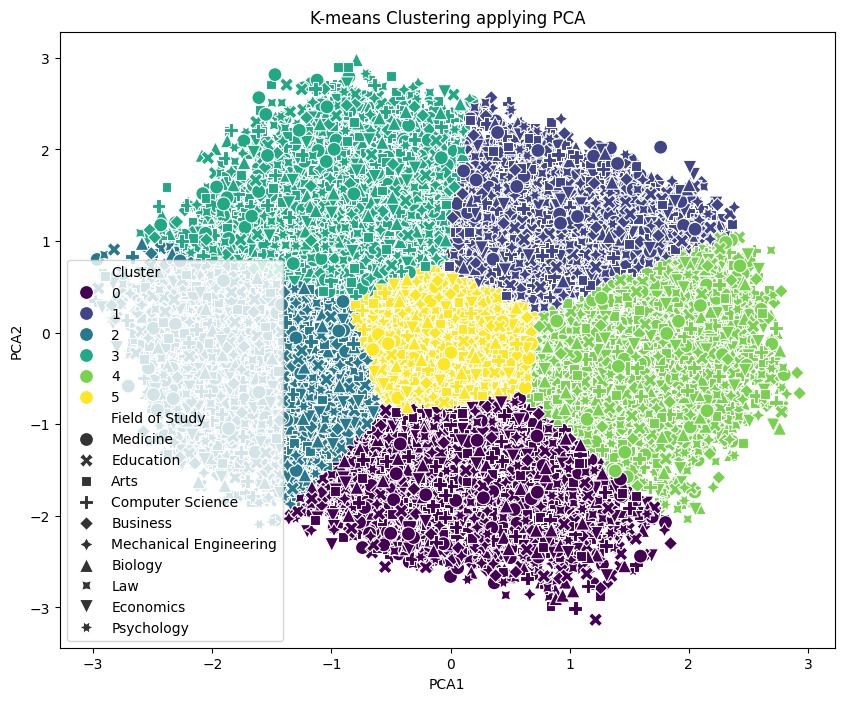 K-means Clustering applying PCA
3
2
1
0
−1
−2
−3
PCA2
Cluster
0
1
2
3
4
5
Field of Study
Medicine
Education
Arts
Computer Science
Business
Mechanical Engineering
Biology
Law
Economics
Psychology
−3
−2
−1
0
1
2
3
PCA1